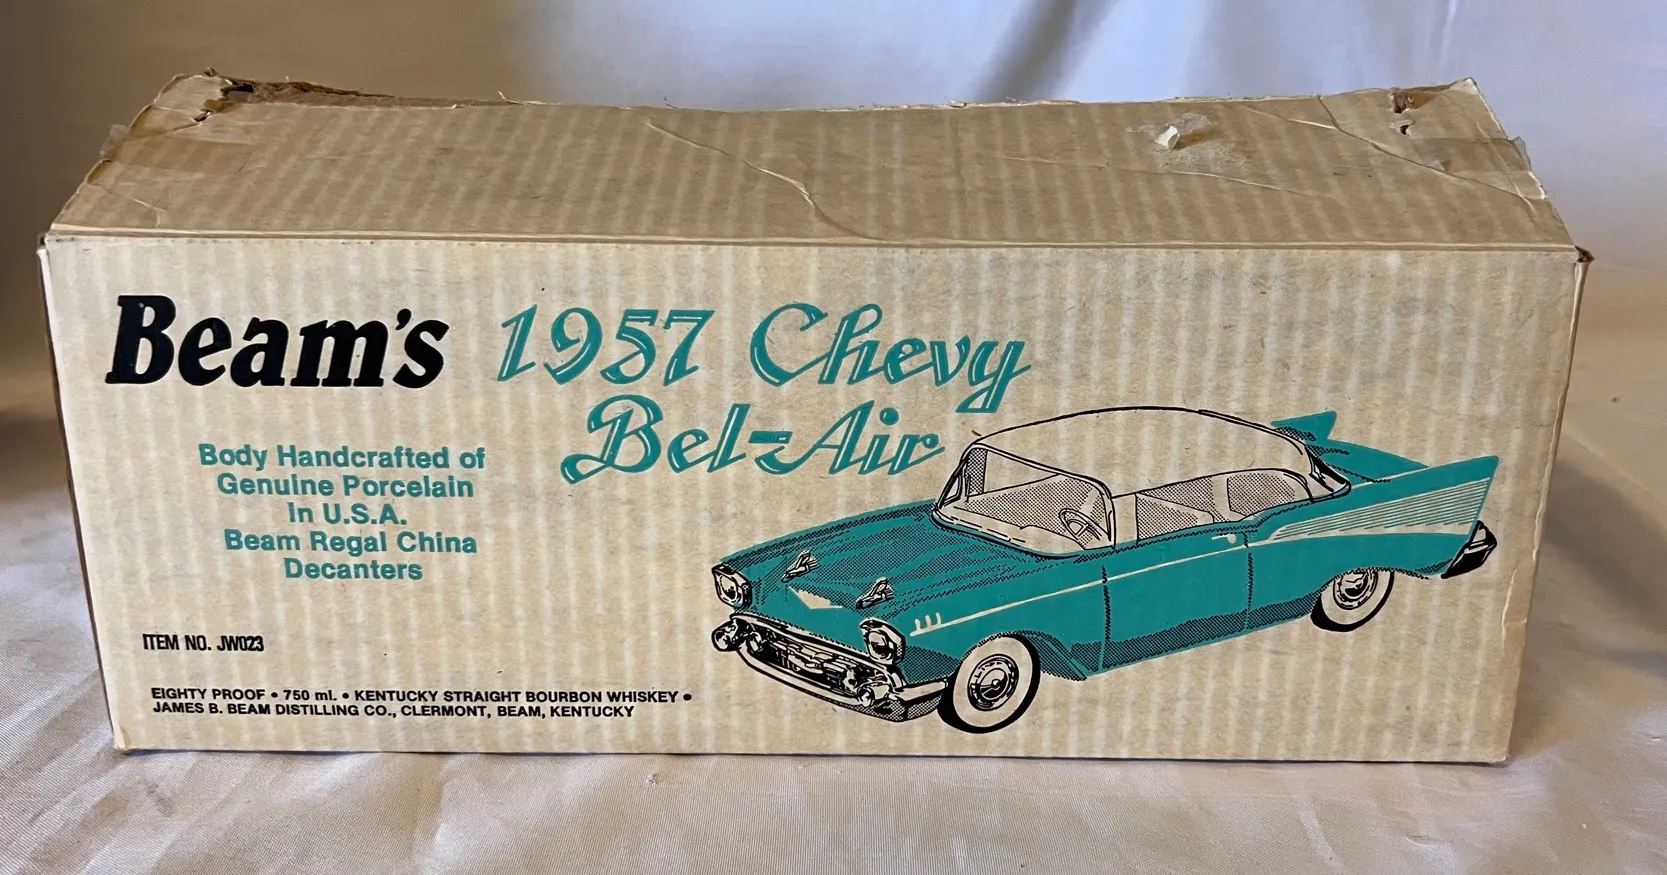 Beam's
1957 Chevy
Bel-Air
Body Handcrafted of
Genuine Porcelain
in U.S.A.
Beam Regal China
Decanters
ITEM NO. JW023
EIGHTY PROOF • 750 ml. • KENTUCKY STRAIGHT BOURBON WHISKEY •
JAMES B. BEAM DISTILLING CO., CLERMONT, BEAM, KENTUCKY